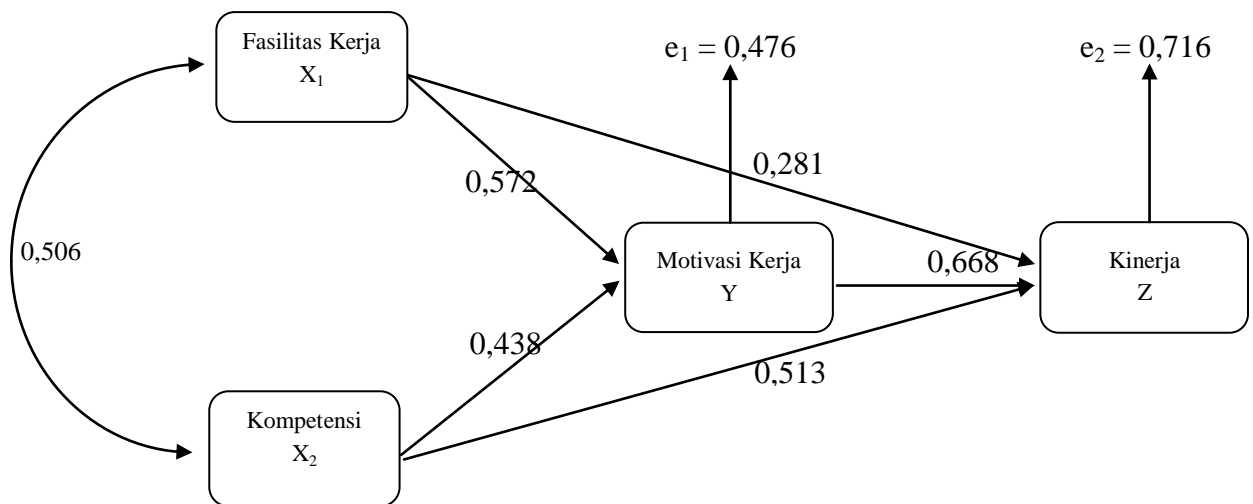 Fasilitas Kerja
X₁
e₁ = 0,476
e₂ = 0,716
0,281
0,572
0,506
Motivasi Kerja
Y
0,668
Kinerja
Z
0,438
0,513
Kompetensi
X₂